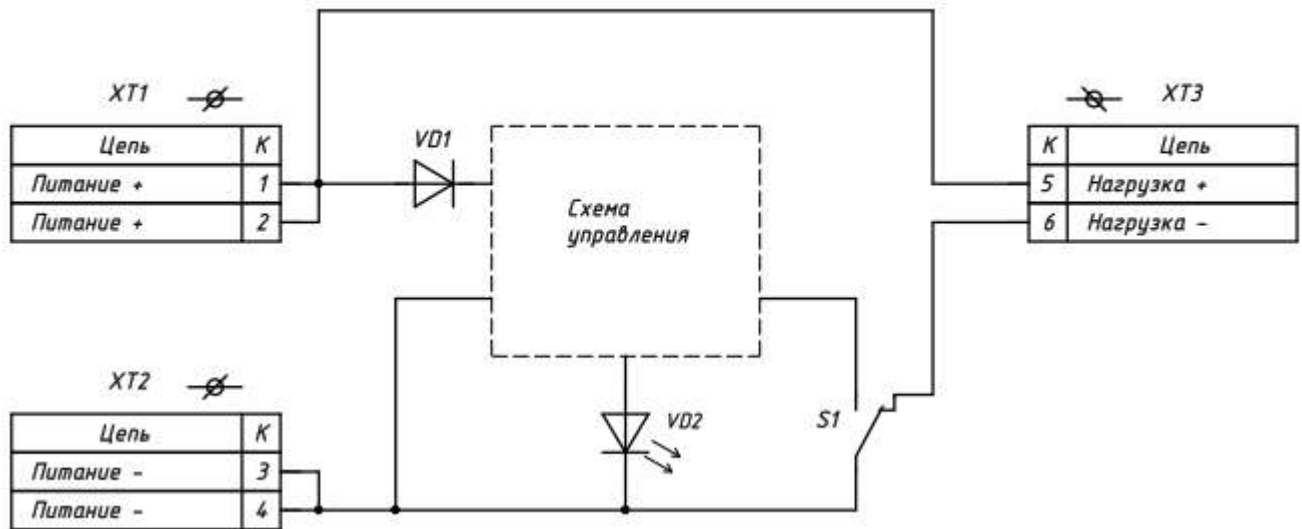 XT1
Цепь К
Питание + 1
Питание + 2
VD1
Схема
управления
XT3
К Цепь
5 Нагрузка +
6 Нагрузка -
XT2
Цепь К
Питание - 3
Питание - 4
VD2
S1